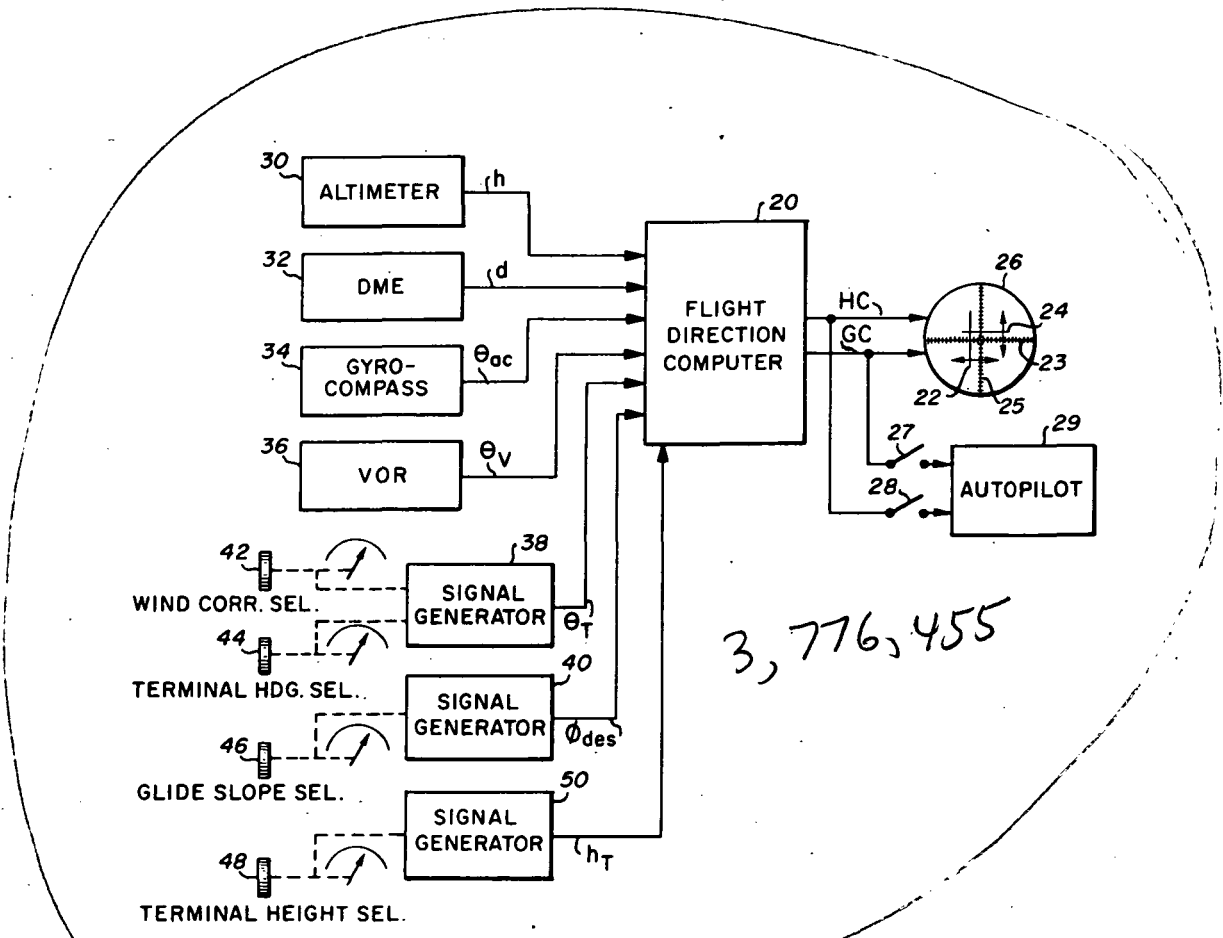 30
ALTIMETER
h
32
DME
d
34
GYRO-
COMPASS
θac
36
VOR
θV
20
FLIGHT
DIRECTION
COMPUTER
HC
GC
26
24
23
22
25
27
28
29
AUTOPILOT
42
WIND CORR. SEL.
44
TERMINAL HDG. SEL.
38
SIGNAL
GENERATOR
θT
46
GLIDE SLOPE SEL.
40
SIGNAL
GENERATOR
ϕdes
48
TERMINAL HEIGHT SEL.
50
SIGNAL
GENERATOR
hT
3,776,455